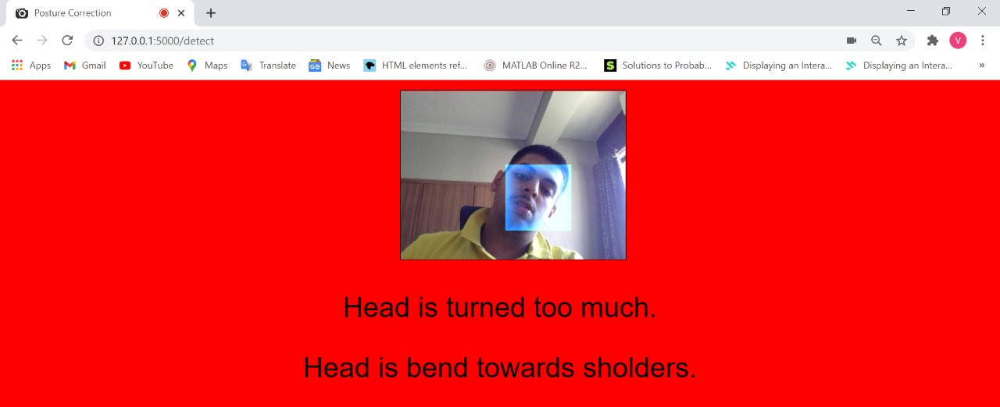 Posture Correction
127.0.0.1:5000/detect
V
Apps Gmail YouTube Maps Translate News HTML elements ref... MATLAB Online R2... Solutions to Probab... Displaying an Intera... Displaying an Intera... »
Head is turned too much.
Head is bend towards sholders.